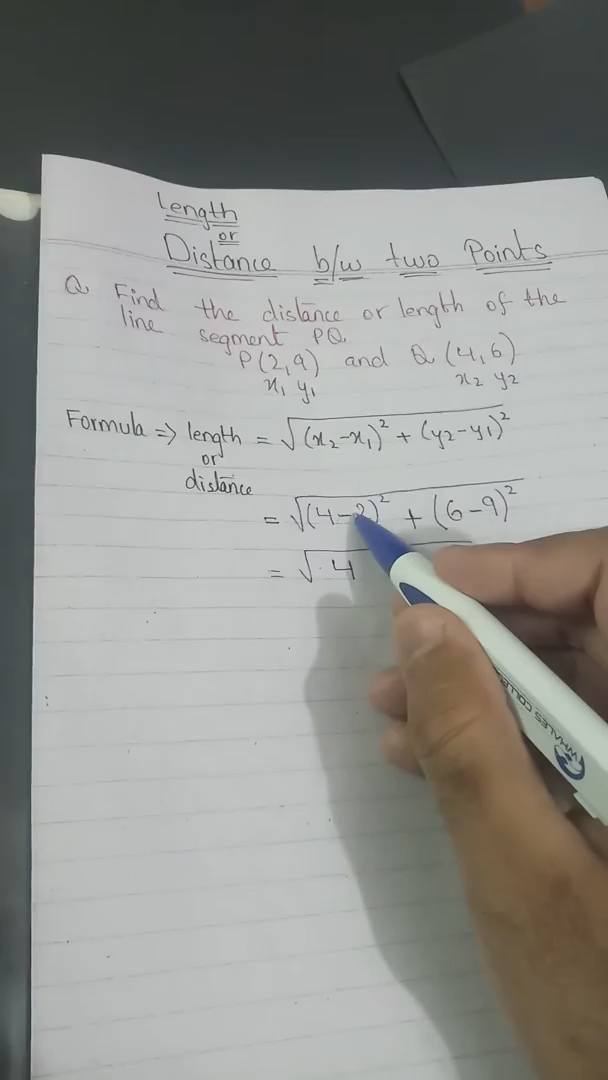 Length
or
Distance b/w two Points
Q Find the distance or length of the
line segment PQ.
P(2,9) and Q (4,6)
x₁ y₁ x₂ y₂
Formula => length = √(x₂-x₁)² + (y₂-y₁)²
or
distance
= √(4-2)² + (6-9)²
= √ 4
WHALES COLLEGE